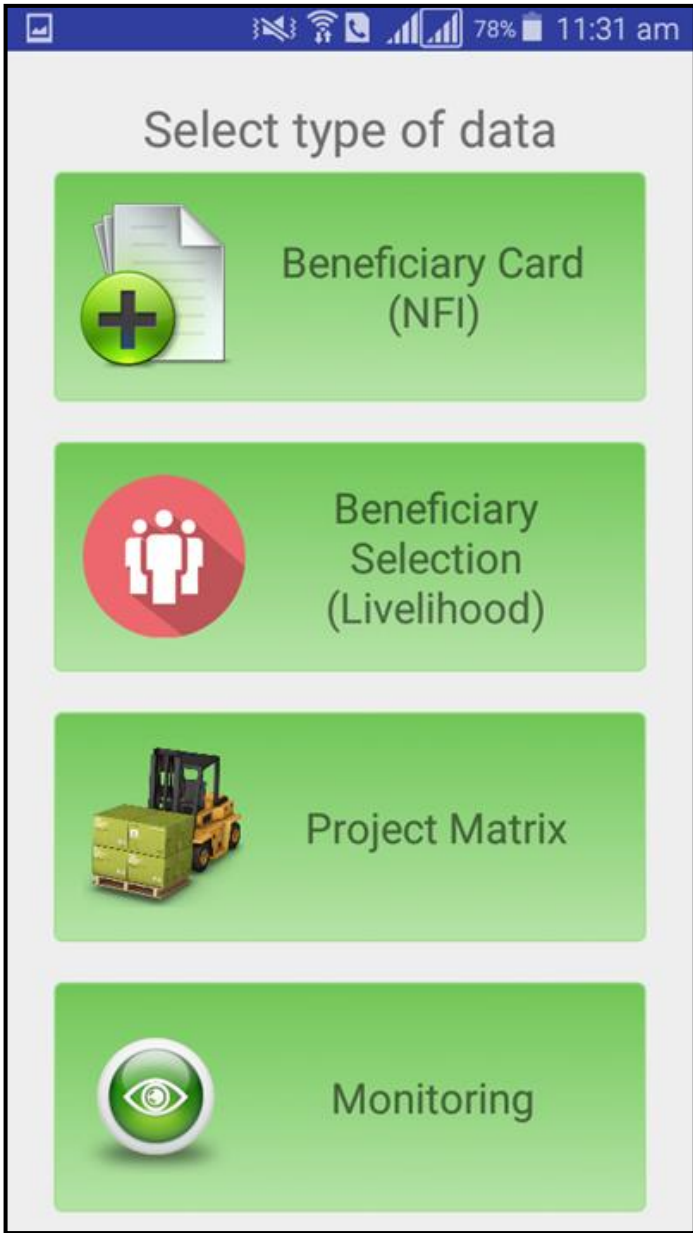 78% 11:31 am
Select type of data
Beneficiary Card
(NFI)
Beneficiary
Selection
(Livelihood)
Project Matrix
Monitoring